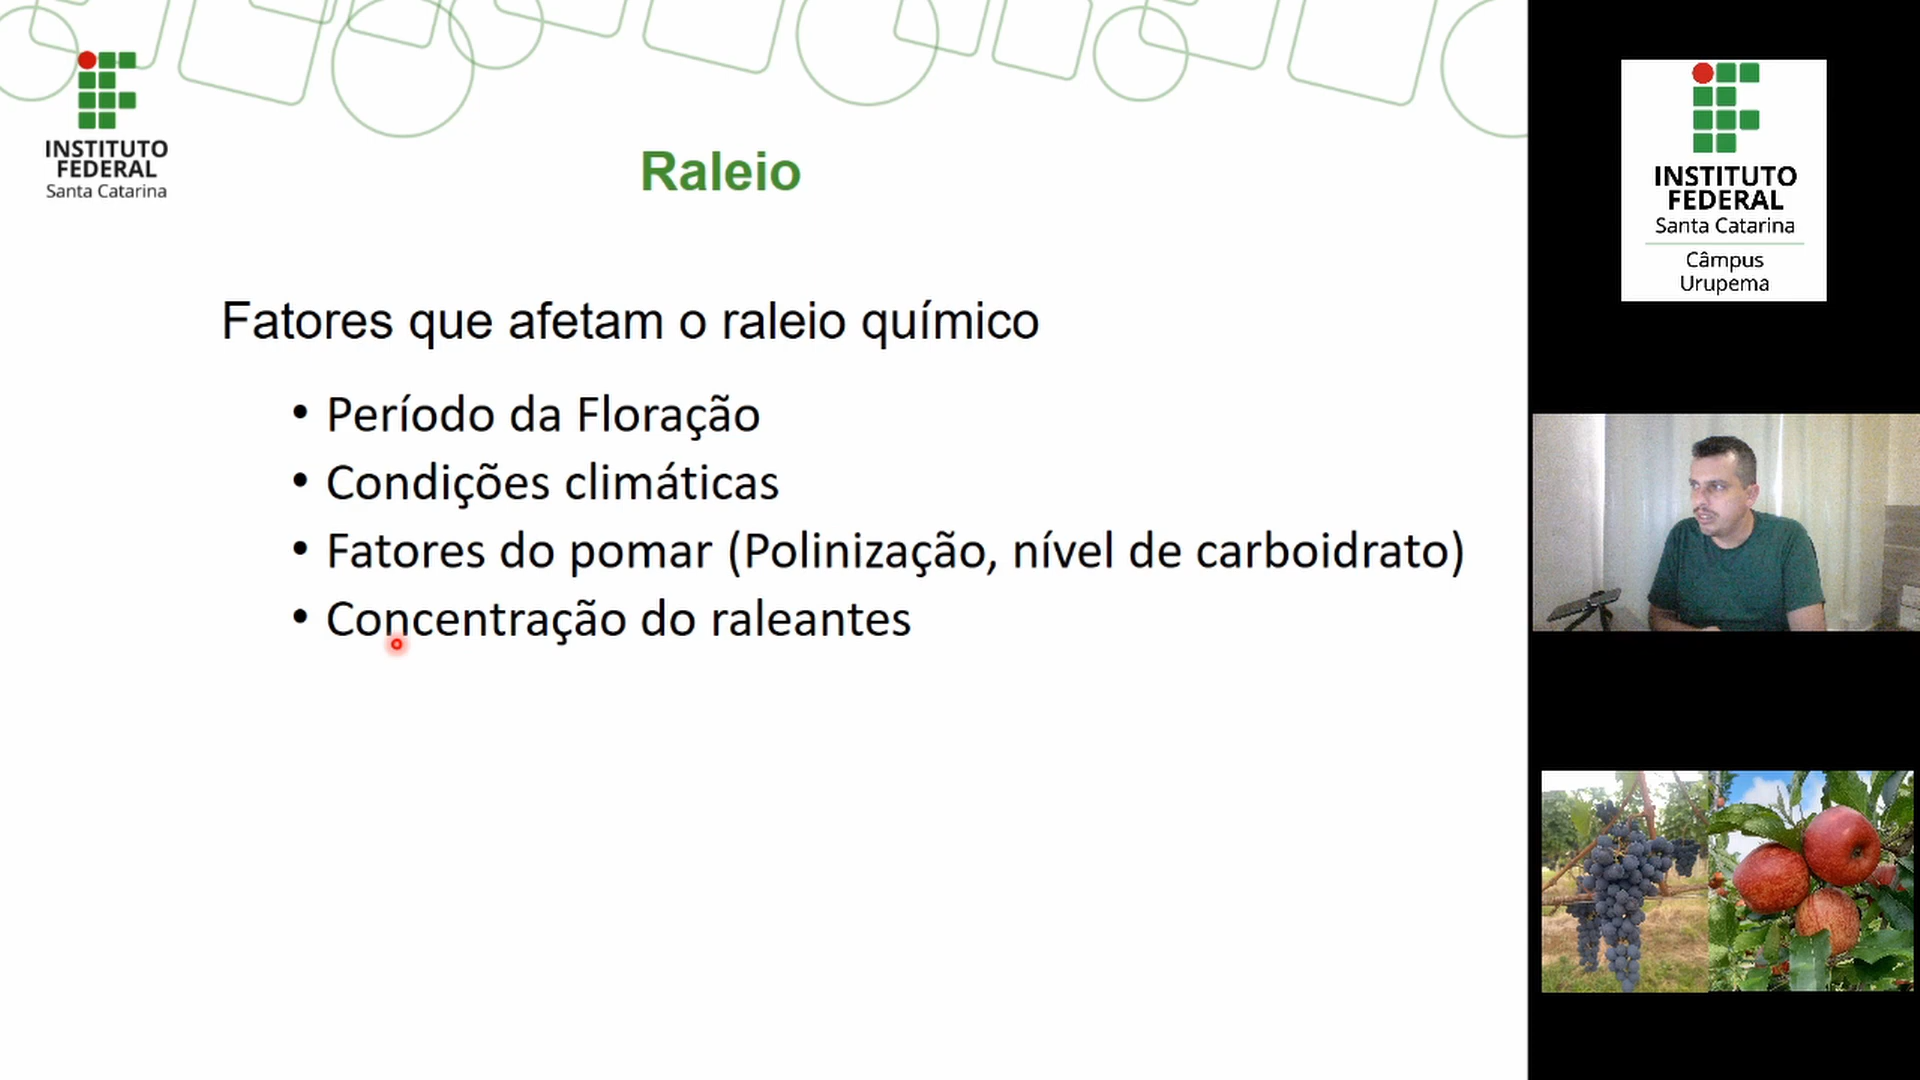 INSTITUTO
FEDERAL
Santa Catarina
Raleio
Fatores que afetam o raleio químico
• Período da Floração
• Condições climáticas
• Fatores do pomar (Polinização, nível de carboidrato)
• Concentração do raleantes
INSTITUTO
FEDERAL
Santa Catarina
Câmpus
Urupema